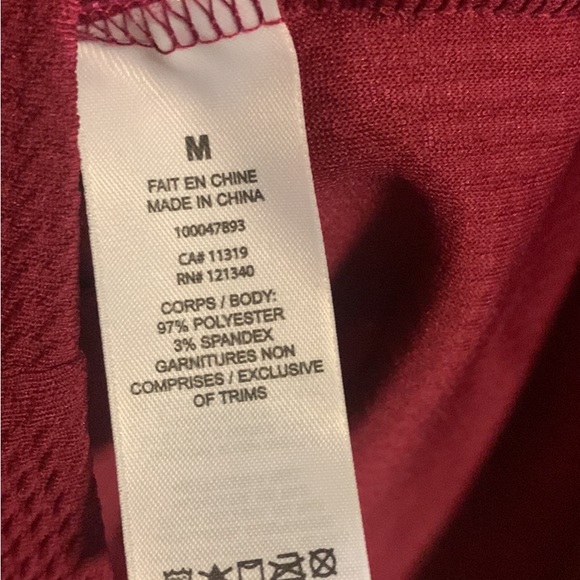 M
FAIT EN CHINE
MADE IN CHINA
100047893
CA# 11319
RN# 121340
CORPS / BODY:
97% POLYESTER
3% SPANDEX
GARNITURES NON
COMPRISES / EXCLUSIVE
OF TRIMS